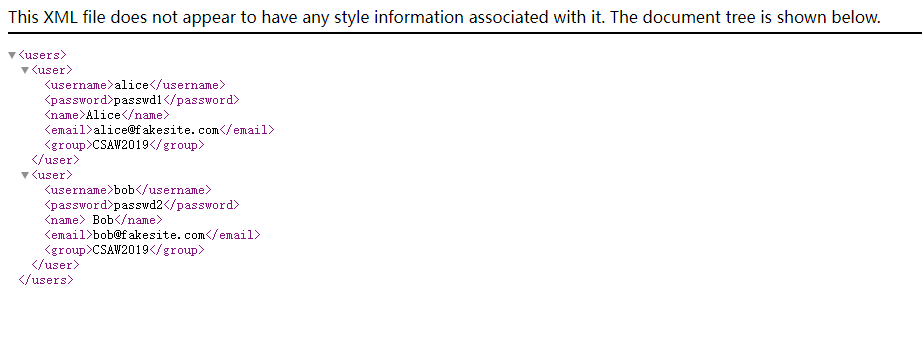 This XML file does not appear to have any style information associated with it. The document tree is shown below.
▼<users>
▼<user>
<username>alice</username>
<password>passwd1</password>
<name>Alice</name>
<email>alice@fakesite.com</email>
<group>CSAW2019</group>
</user>
▼<user>
<username>bob</username>
<password>passwd2</password>
<name> Bob</name>
<email>bob@fakesite.com</email>
<group>CSAW2019</group>
</user>
</users>